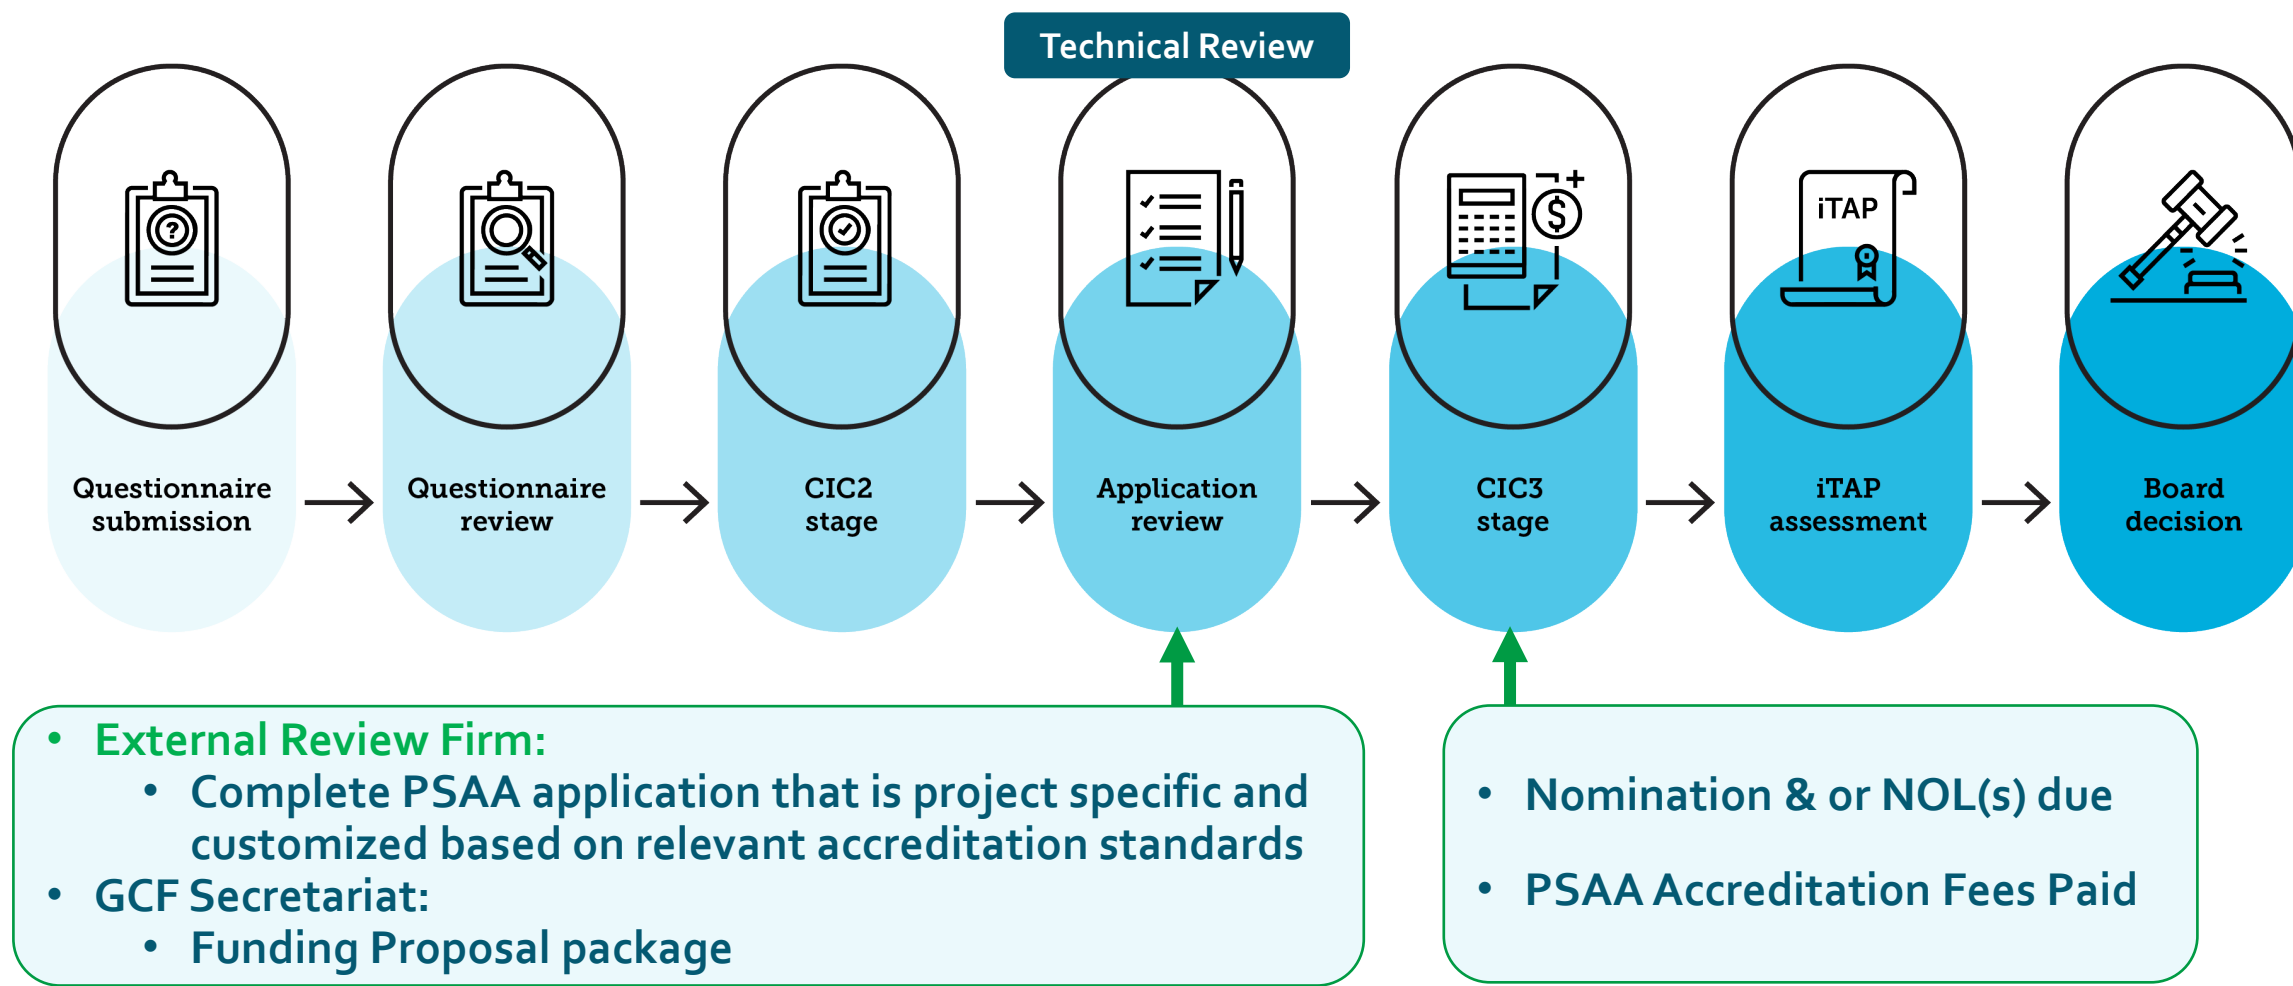 Technical Review
?
$
iTAP
Questionnaire
submission
Questionnaire
review
CIC2
stage
Application
review
CIC3
stage
iTAP
assessment
Board
decision
• External Review Firm:
• Complete PSAA application that is project specific and
customized based on relevant accreditation standards
• GCF Secretariat:
• Funding Proposal package
• Nomination & or NOL(s) due
• PSAA Accreditation Fees Paid